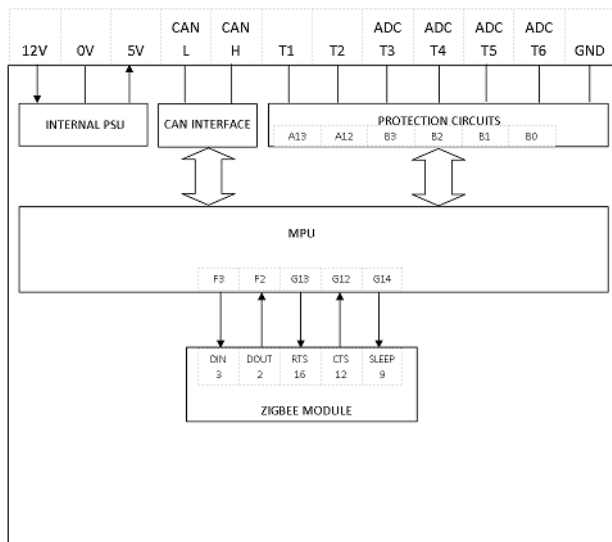 CAN CAN ADC ADC ADC ADC
12V 0V 5V L H T1 T2 T3 T4 T5 T6 GND
INTERNAL PSU CAN INTERFACE PROTECTION CIRCUITS
A13 A12 B3 B2 B1 B0
MPU
F3 F2 G13 G12 G14
DIN DOUT RTS CTS SLEEP
3 2 16 12 9
ZIGBEE MODULE